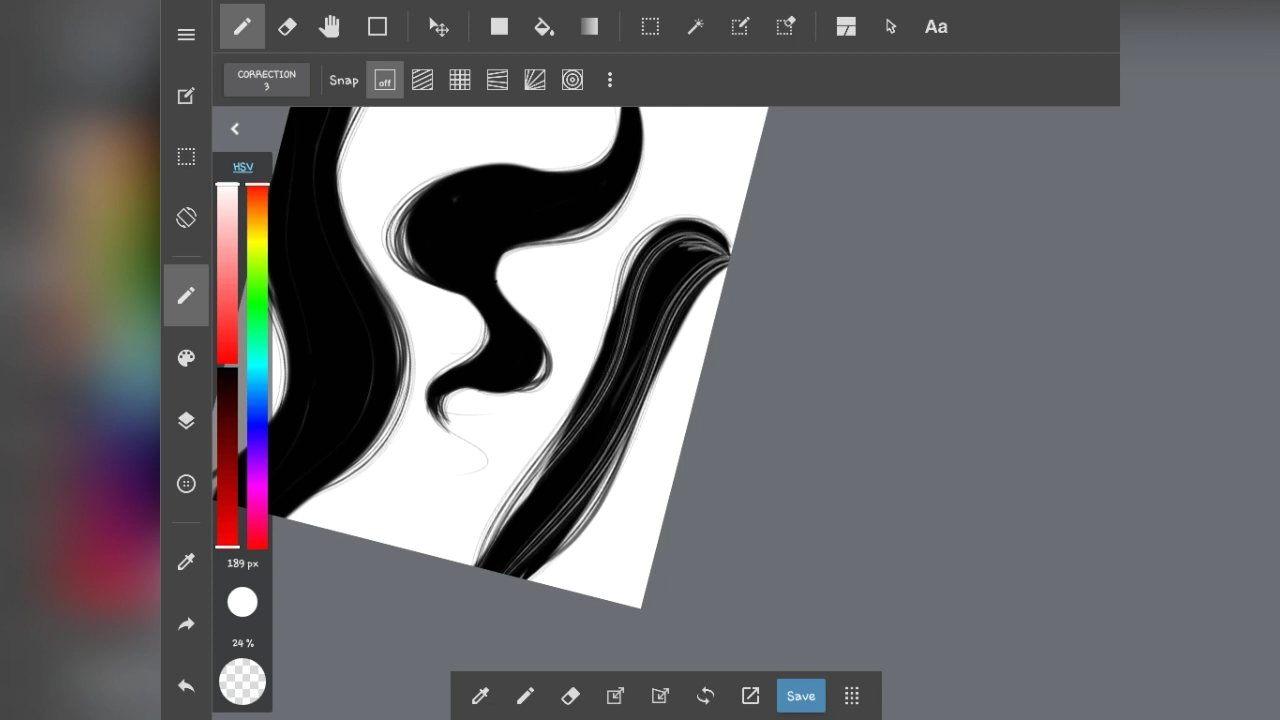 Aa
CORRECTION
3
Snap
off
HSV
189 px
24 %
Save